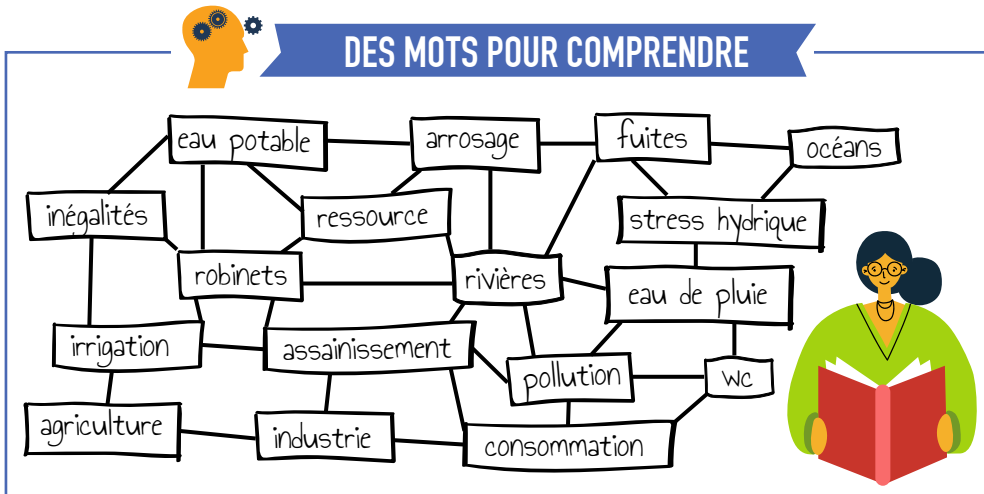 DES MOTS POUR COMPRENDRE
eau potable
arrosage
fuites
océans
inégalités
ressource
stress hydrique
robinets
rivières
eau de pluie
irrigation
assainissement
pollution
wc
agriculture
industrie
consommation